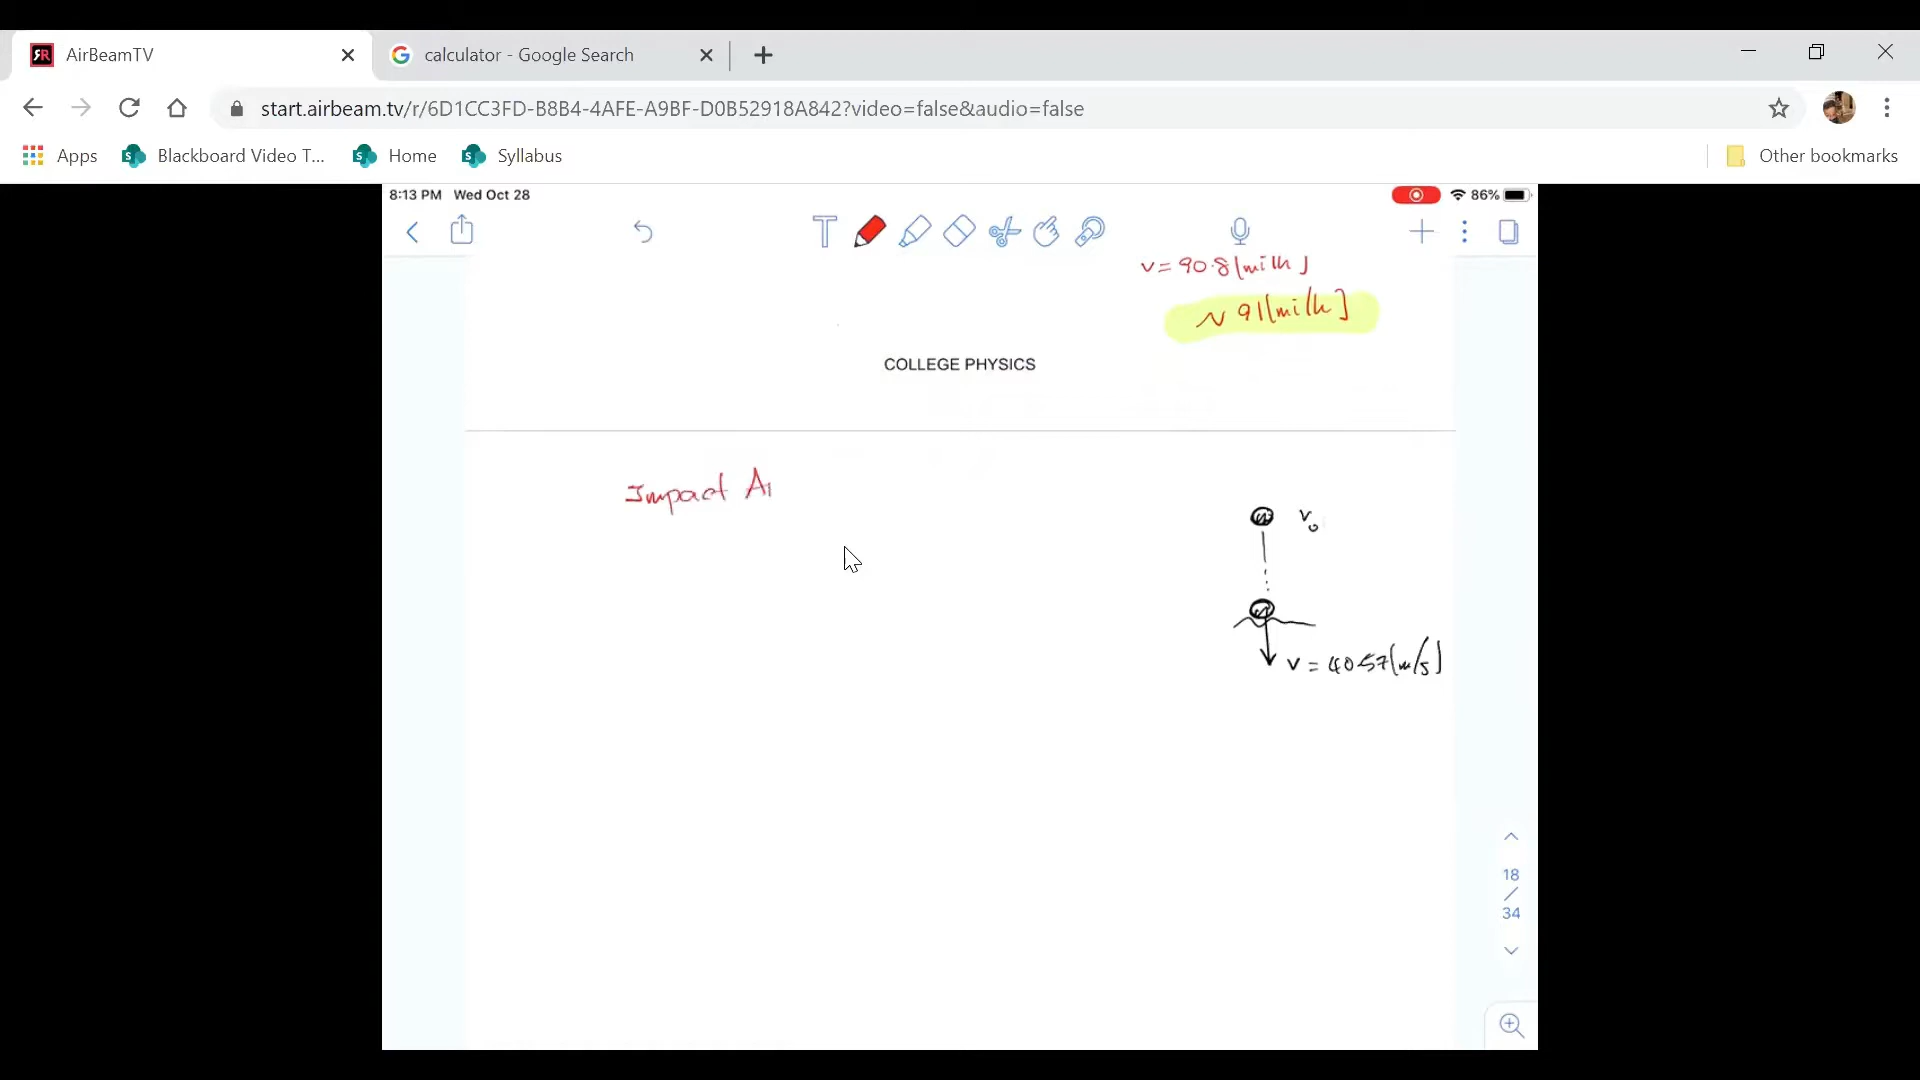 AirBeamTV
calculator - Google Search
start.airbeam.tv/r/6D1CC3FD-B8B4-4AFE-A9BF-D0B52918A842?video=false&audio=false
Apps Blackboard Video T... Home Syllabus Other bookmarks
8:13 PM Wed Oct 28 86%
T
v = 90.8 [mi/h]
~ 91 [mi/h]
COLLEGE PHYSICS
Impact A1
v₀
v = 40.57 [m/s]
18
/
34